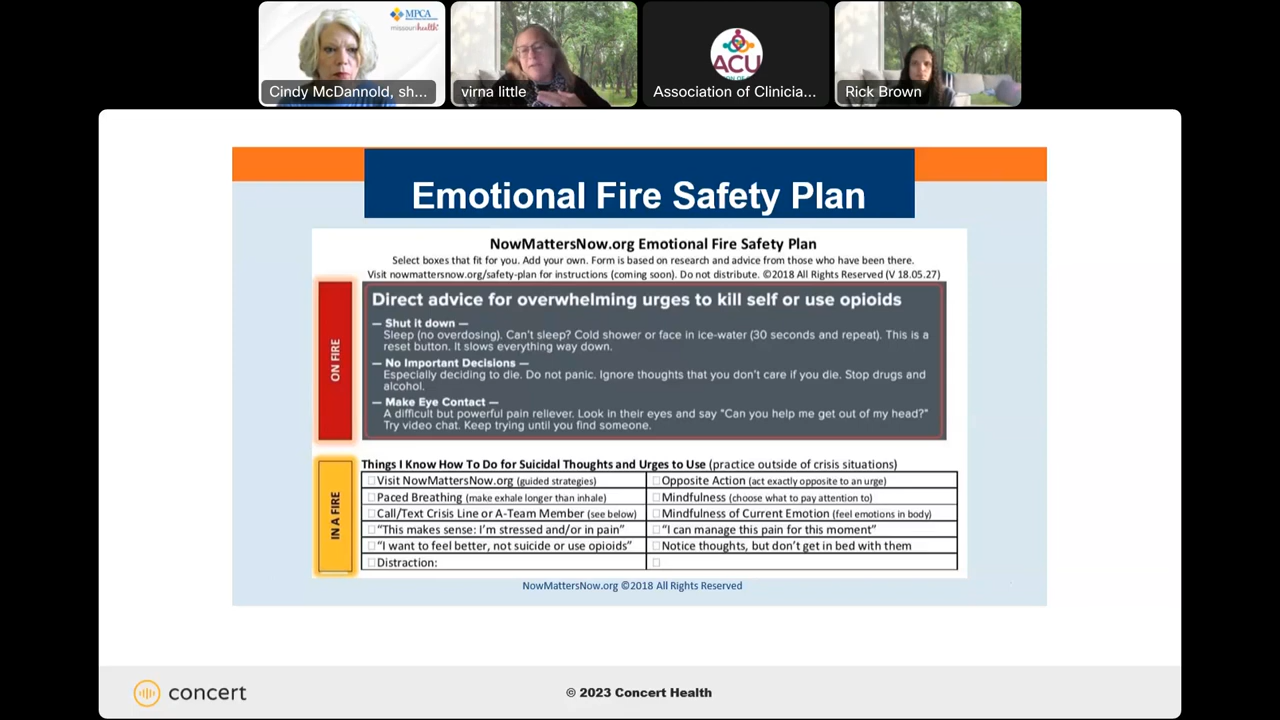 MPCA
missourihealth+
Cindy McDannold, sh...
virna little
ACU
Association of Clinicia...
Rick Brown
Emotional Fire Safety Plan
NowMattersNow.org Emotional Fire Safety Plan
Select boxes that fit for you. Add your own. Form is based on research and advice from those who have been there.
Visit nowmattersnow.org/safety-plan for instructions (coming soon). Do not distribute. ©2018 All Rights Reserved (V 18.05.27)
ON FIRE
Direct advice for overwhelming urges to kill self or use opioids
— Shut it down —
Sleep (no overdosing). Can't sleep? Cold shower or face in ice-water (30 seconds and repeat). This is a
reset button. It slows everything way down.
— No Important Decisions —
Especially deciding to die. Do not panic. Ignore thoughts that you don't care if you die. Stop drugs and
alcohol.
— Make Eye Contact —
A difficult but powerful pain reliever. Look in their eyes and say "Can you help me get out of my head?"
Try video chat. Keep trying until you find someone.
IN A FIRE
Things I Know How To Do for Suicidal Thoughts and Urges to Use (practice outside of crisis situations)
Visit NowMattersNow.org (guided strategies)
Opposite Action (act exactly opposite to an urge)
Paced Breathing (make exhale longer than inhale)
Mindfulness (choose what to pay attention to)
Call/Text Crisis Line or A-Team Member (see below)
Mindfulness of Current Emotion (feel emotions in body)
"This makes sense: I'm stressed and/or in pain"
"I can manage this pain for this moment"
"I want to feel better, not suicide or use opioids"
Notice thoughts, but don't get in bed with them
Distraction:
NowMattersNow.org ©2018 All Rights Reserved
concert
© 2023 Concert Health